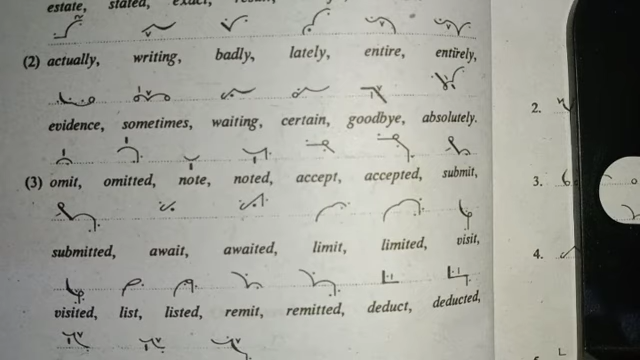 estate, stated, exact,
(2) actually, writing, badly, lately, entire, entirely,
evidence, sometimes, waiting, certain, goodbye, absolutely.
(3) omit, omitted, note, noted, accept, accepted, submit,
submitted, await, awaited, limit, limited, visit,
visited, list, listed, remit, remitted, deduct, deducted,
2.
3.
4.